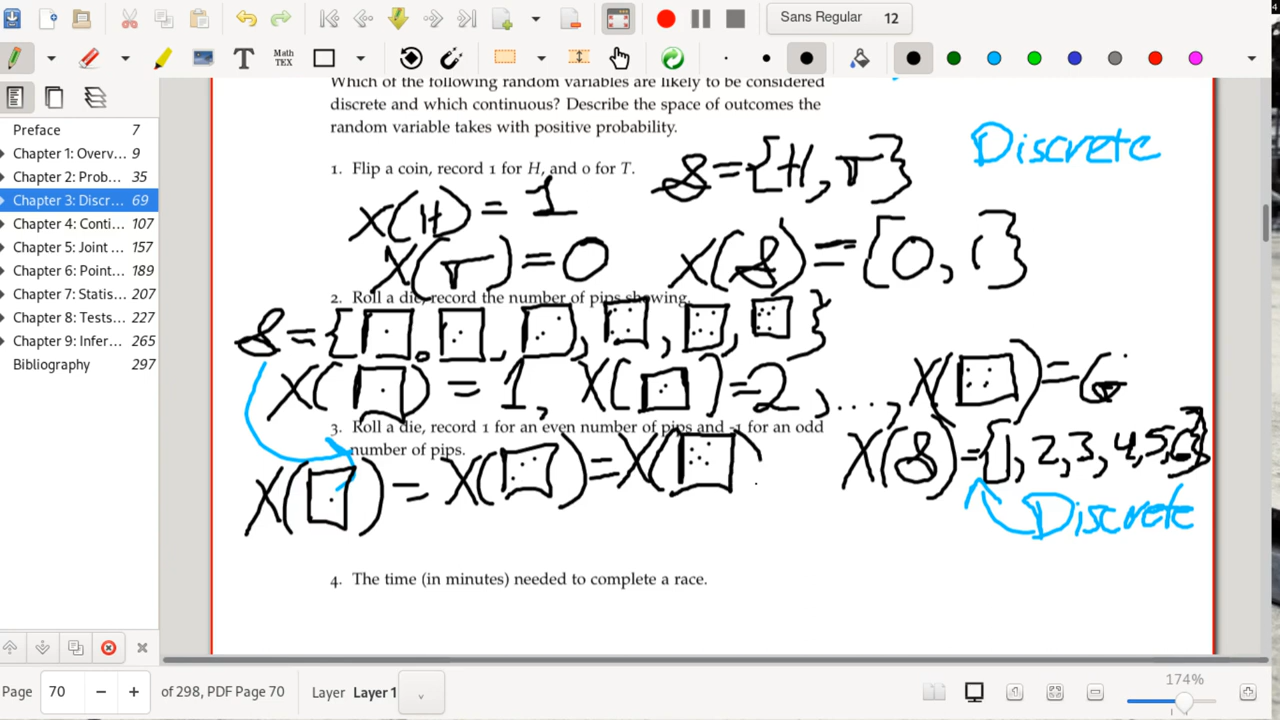 Sans Regular 12
T Math TEX
Preface 7
Chapter 1: Overv... 9
Chapter 2: Prob... 35
Chapter 3: Discr... 69
Chapter 4: Conti... 107
Chapter 5: Joint ... 157
Chapter 6: Point... 189
Chapter 7: Statis... 207
Chapter 8: Tests... 227
Chapter 9: Infer... 265
Bibliography 297
Which of the following random variables are likely to be considered
discrete and which continuous? Describe the space of outcomes the
random variable takes with positive probability.
Discrete
1. Flip a coin, record 1 for H, and 0 for T.
S = {H, T}
X(H) = 1
X(T) = 0 X(S) = {0, 1}
2. Roll a die, record the number of pips showing.
S = { , , , , , }
X( ) = 1, X( ) = 2, ..., X( ) = 6
3. Roll a die, record 1 for an even number of pips and -1 for an odd
number of pips.
X(S) = {1, 2, 3, 4, 5, 6}
X( ) = X( ) = X( )
Discrete
4. The time (in minutes) needed to complete a race.
Page 70 of 298, PDF Page 70 Layer Layer 1 174%